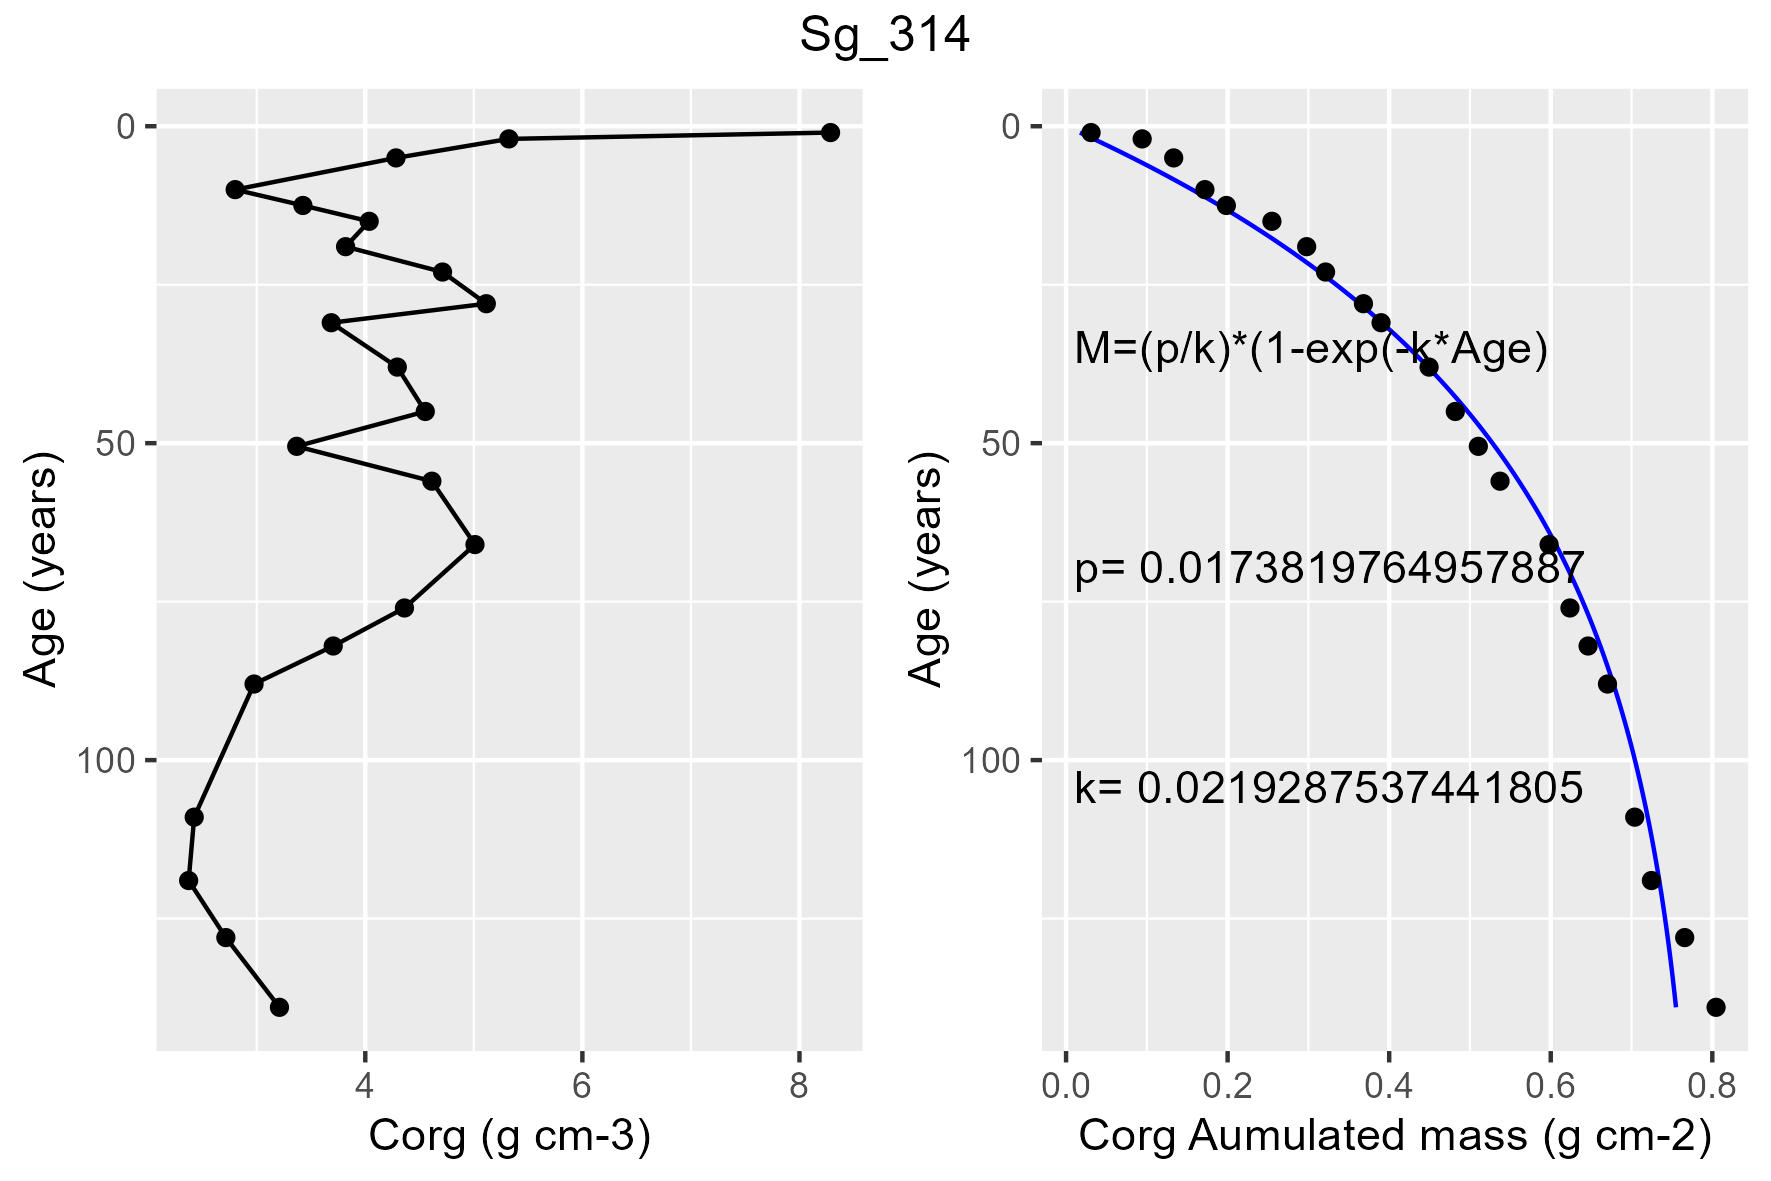 Sg_314
0
50
100
Age (years)
4
6
8
Corg (g cm-3)
0
50
100
Age (years)
M=(p/k)*(1-exp(-k*Age)
p= 0.0173819764957887
k= 0.0219287537441805
0.0
0.2
0.4
0.6
0.8
Corg Aumulated mass (g cm-2)